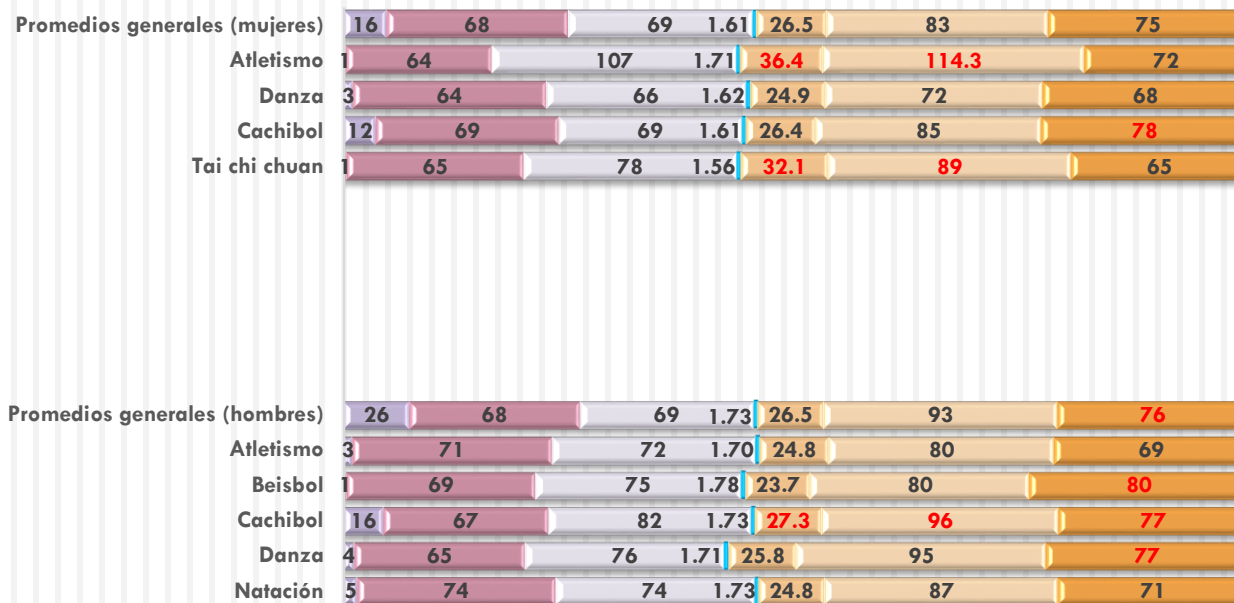 Promedios generales (mujeres) 16 68 69 1.61 26.5 83 75
Atletismo 1 64 107 1.71 36.4 114.3 72
Danza 3 64 66 1.62 24.9 72 68
Cachibol 12 69 69 1.61 26.4 85 78
Tai chi chuan 1 65 78 1.56 32.1 89 65
Promedios generales (hombres) 26 68 69 1.73 26.5 93 76
Atletismo 3 71 72 1.70 24.8 80 69
Beisbol 1 69 75 1.78 23.7 80 80
Cachibol 16 67 82 1.73 27.3 96 77
Danza 4 65 76 1.71 25.8 95 77
Natación 5 74 74 1.73 24.8 87 71